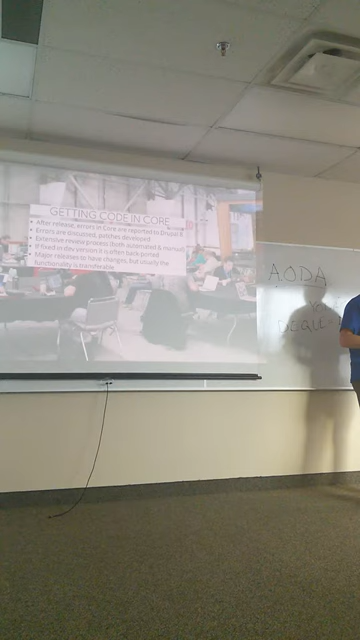 GETTING CODE IN CORE
• After release, errors in Core are reported to Drupal 8
• Errors are discussed, patches developed
• Extensive review process (both automated & manual)
• If fixed in dev version it is often back-ported
Major releases to have changes, but usually the
functionality is transferable
AODA
DEQUE